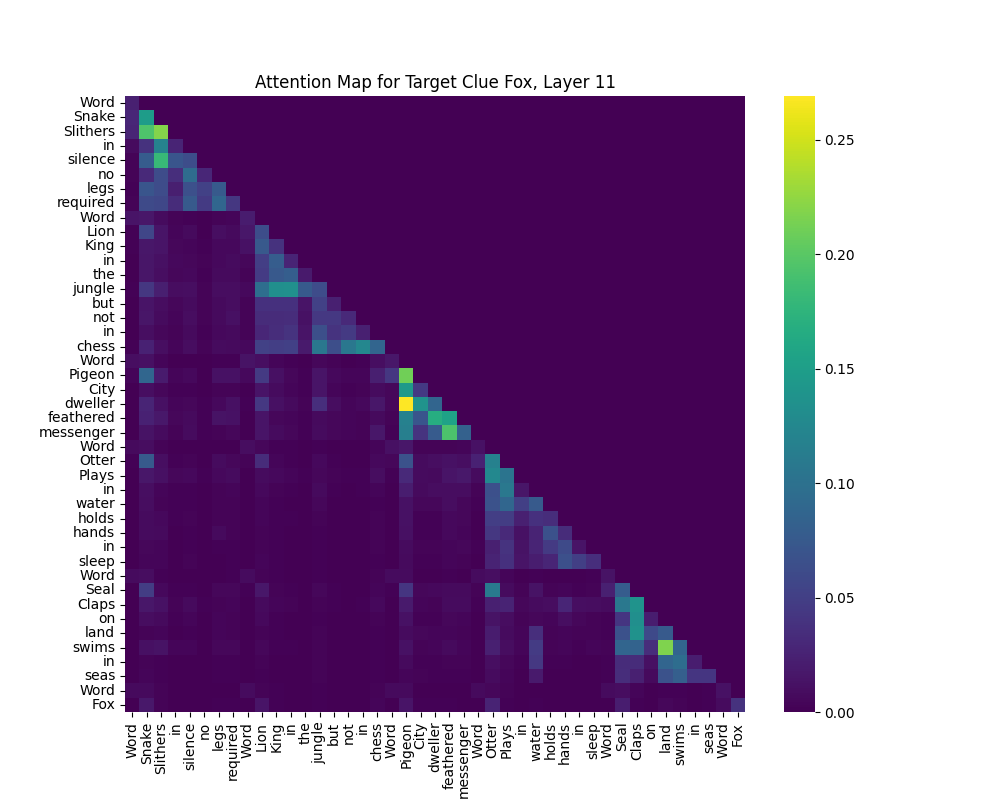 Attention Map for Target Clue Fox, Layer 11
Word
Snake
Slithers
in
silence
no
legs
required
Word
Lion
King
in
the
jungle
but
not
in
chess
Word
Pigeon
City
dweller
feathered
messenger
Word
Otter
Plays
in
water
holds
hands
in
sleep
Word
Seal
Claps
on
land
swims
in
seas
Word
Fox
Word
Snake
Slithers
in
silence
no
legs
required
Word
Lion
King
in
the
jungle
but
not
in
chess
Word
Pigeon
City
dweller
feathered
messenger
Word
Otter
Plays
in
water
holds
hands
in
sleep
Word
Seal
Claps
on
land
swims
in
seas
Word
Fox
0.25
0.20
0.15
0.10
0.05
0.00